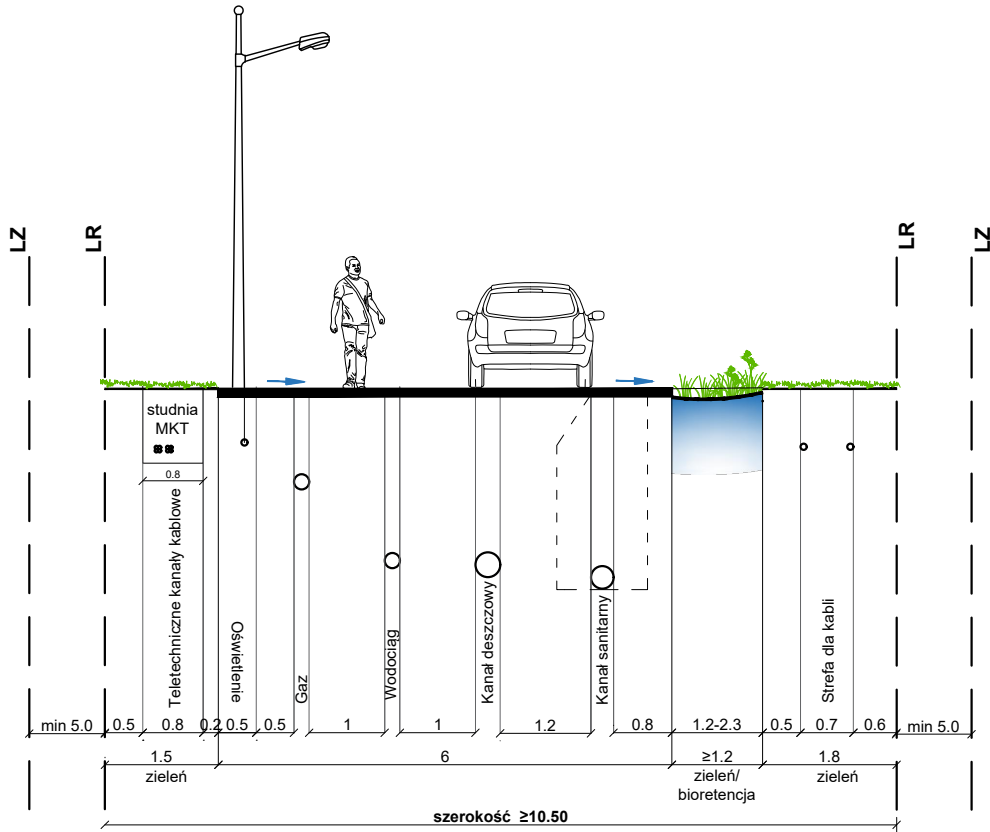 LZ
LR
LR
LZ
studnia
MKT
0.8
Teletechniczne kanały kablowe
Oświetlenie
Gaz
Wodociąg
Kanał deszczowy
Kanał sanitarny
Strefa dla kabli
min 5.0
0.5
0.8
0.2
0.5
0.5
1
1
1.2
0.8
1.2-2.3
0.5
0.7
0.6
min 5.0
1.5
6
≥1.2
1.8
zieleń
zieleń/
bioretencja
zieleń
szerokość ≥10.50